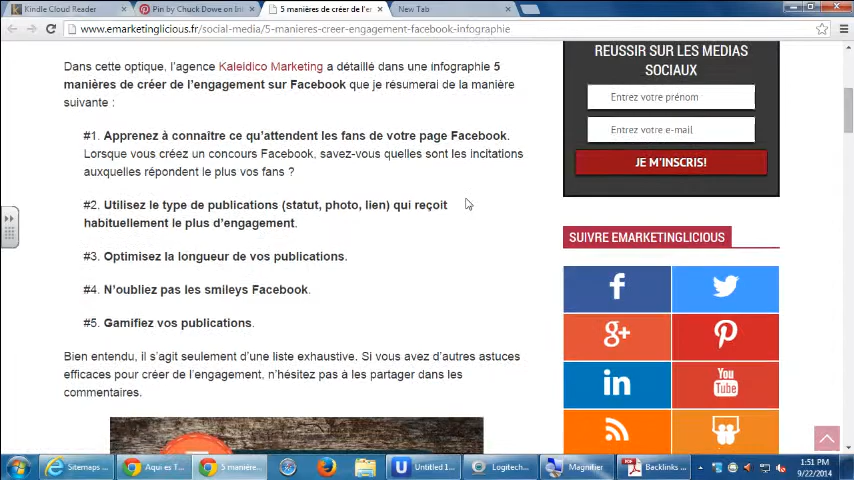 Kindle Cloud Reader
Pin by Chuck Dowe on In
5 manières de créer de l'e
New Tab
www.emarketinglicious.fr/social-media/5-manieres-creer-engagement-facebook-infographie
Dans cette optique, l'agence Kaleidico Marketing a détaillé dans une infographie 5
manières de créer de l'engagement sur Facebook que je résumerai de la manière
suivante :
#1. Apprenez à connaître ce qu'attendent les fans de votre page Facebook.
Lorsque vous créez un concours Facebook, savez-vous quelles sont les incitations
auxquelles répondent le plus vos fans ?
#2. Utilisez le type de publications (statut, photo, lien) qui reçoit
habituellement le plus d'engagement.
#3. Optimisez la longueur de vos publications.
#4. N'oubliez pas les smileys Facebook.
#5. Gamifiez vos publications.
Bien entendu, il s'agit seulement d'une liste exhaustive. Si vous avez d'autres astuces
efficaces pour créer de l'engagement, n'hésitez pas à les partager dans les
commentaires.
REUSSIR SUR LES MEDIAS
SOCIAUX
Entrez votre prénom
Entrez votre e-mail
JE M'INSCRIS!
SUIVRE EMARKETINGLICIOUS
f
g+
in
You
Tube
Sitemaps ...
Aqui es T...
5 manière...
Untitled 1...
Logitech...
Magnifier
Backlinks ...
1:51 PM
9/22/2014